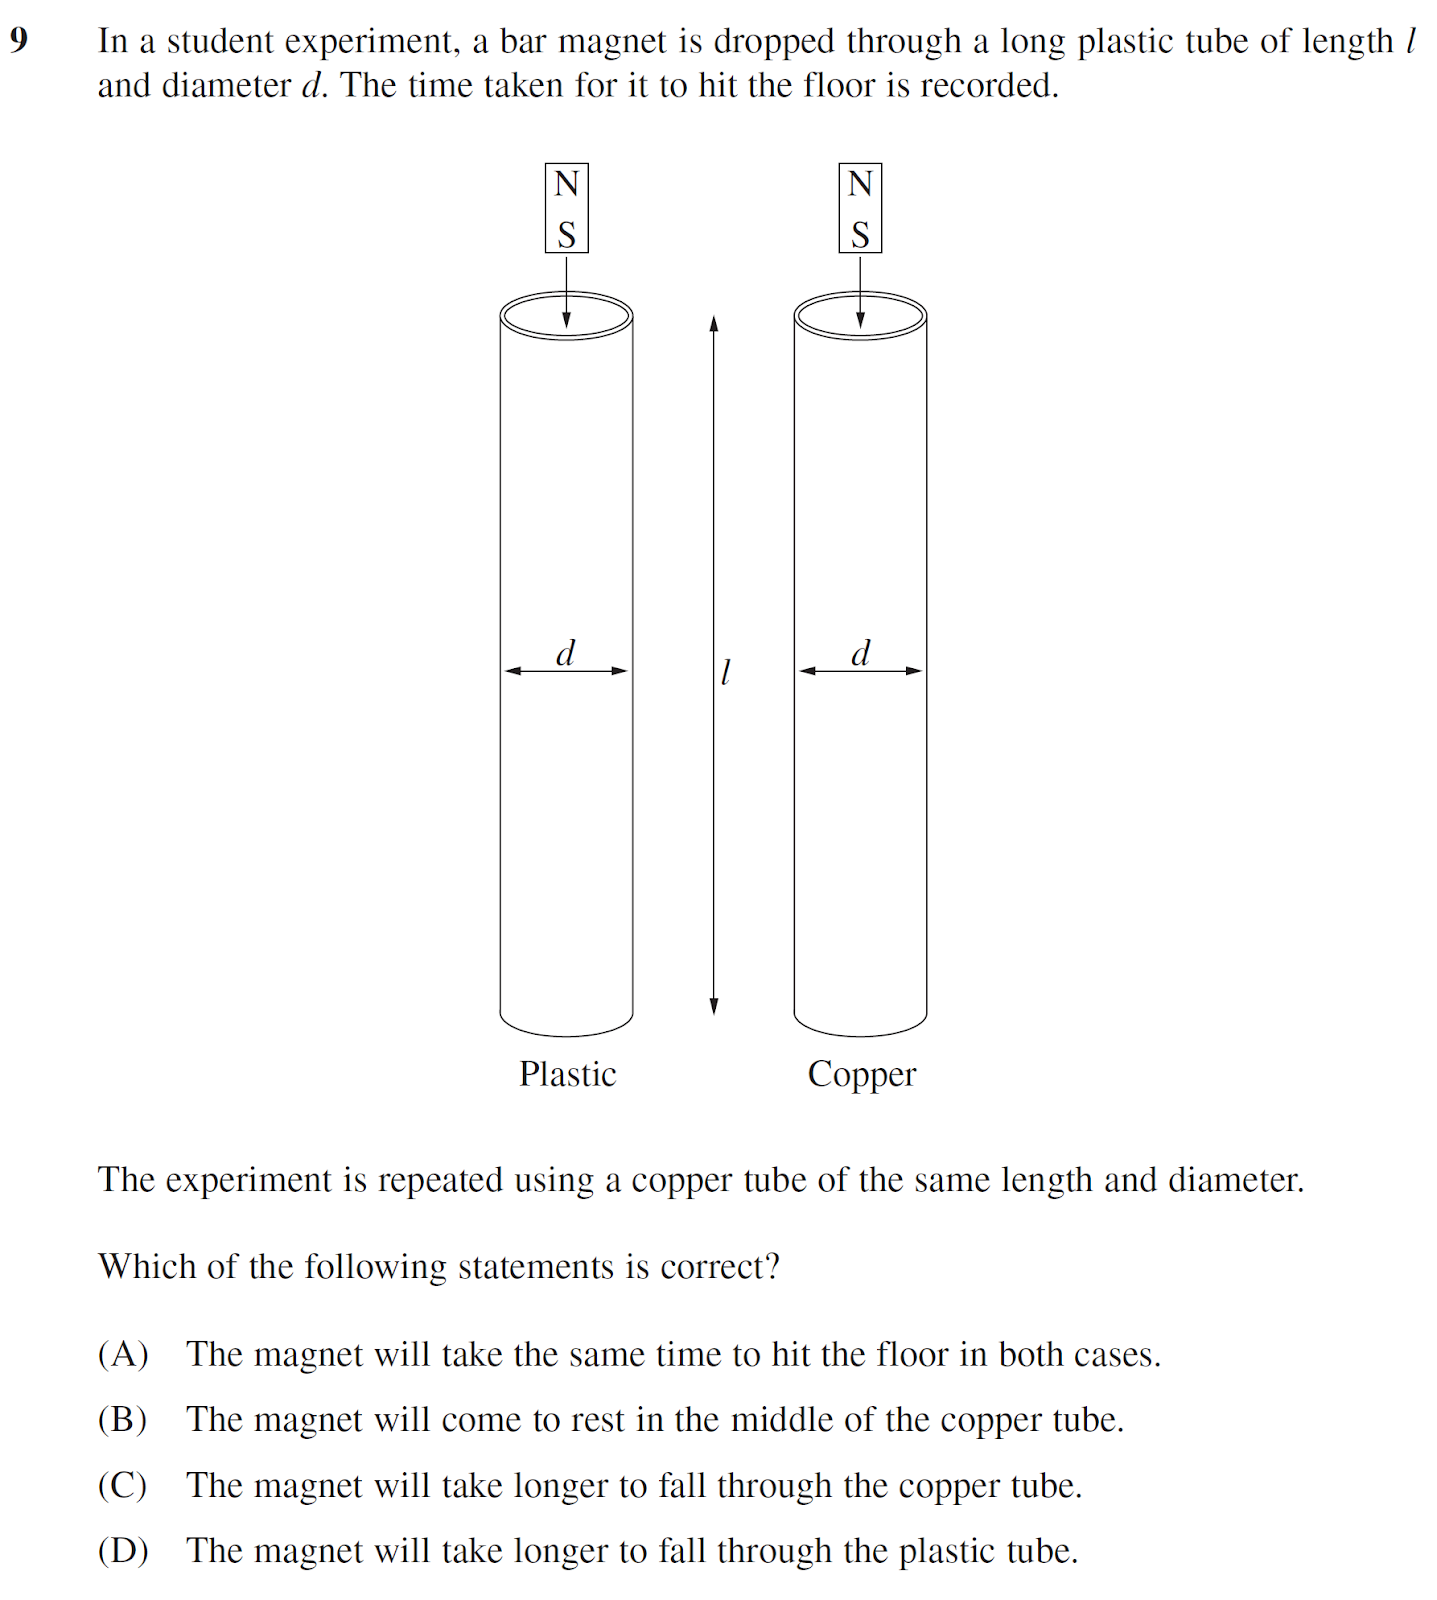 9 In a student experiment, a bar magnet is dropped through a long plastic tube of length l
and diameter d. The time taken for it to hit the floor is recorded.
N N
S S
d d
l
Plastic Copper
The experiment is repeated using a copper tube of the same length and diameter.
Which of the following statements is correct?
(A) The magnet will take the same time to hit the floor in both cases.
(B) The magnet will come to rest in the middle of the copper tube.
(C) The magnet will take longer to fall through the copper tube.
(D) The magnet will take longer to fall through the plastic tube.